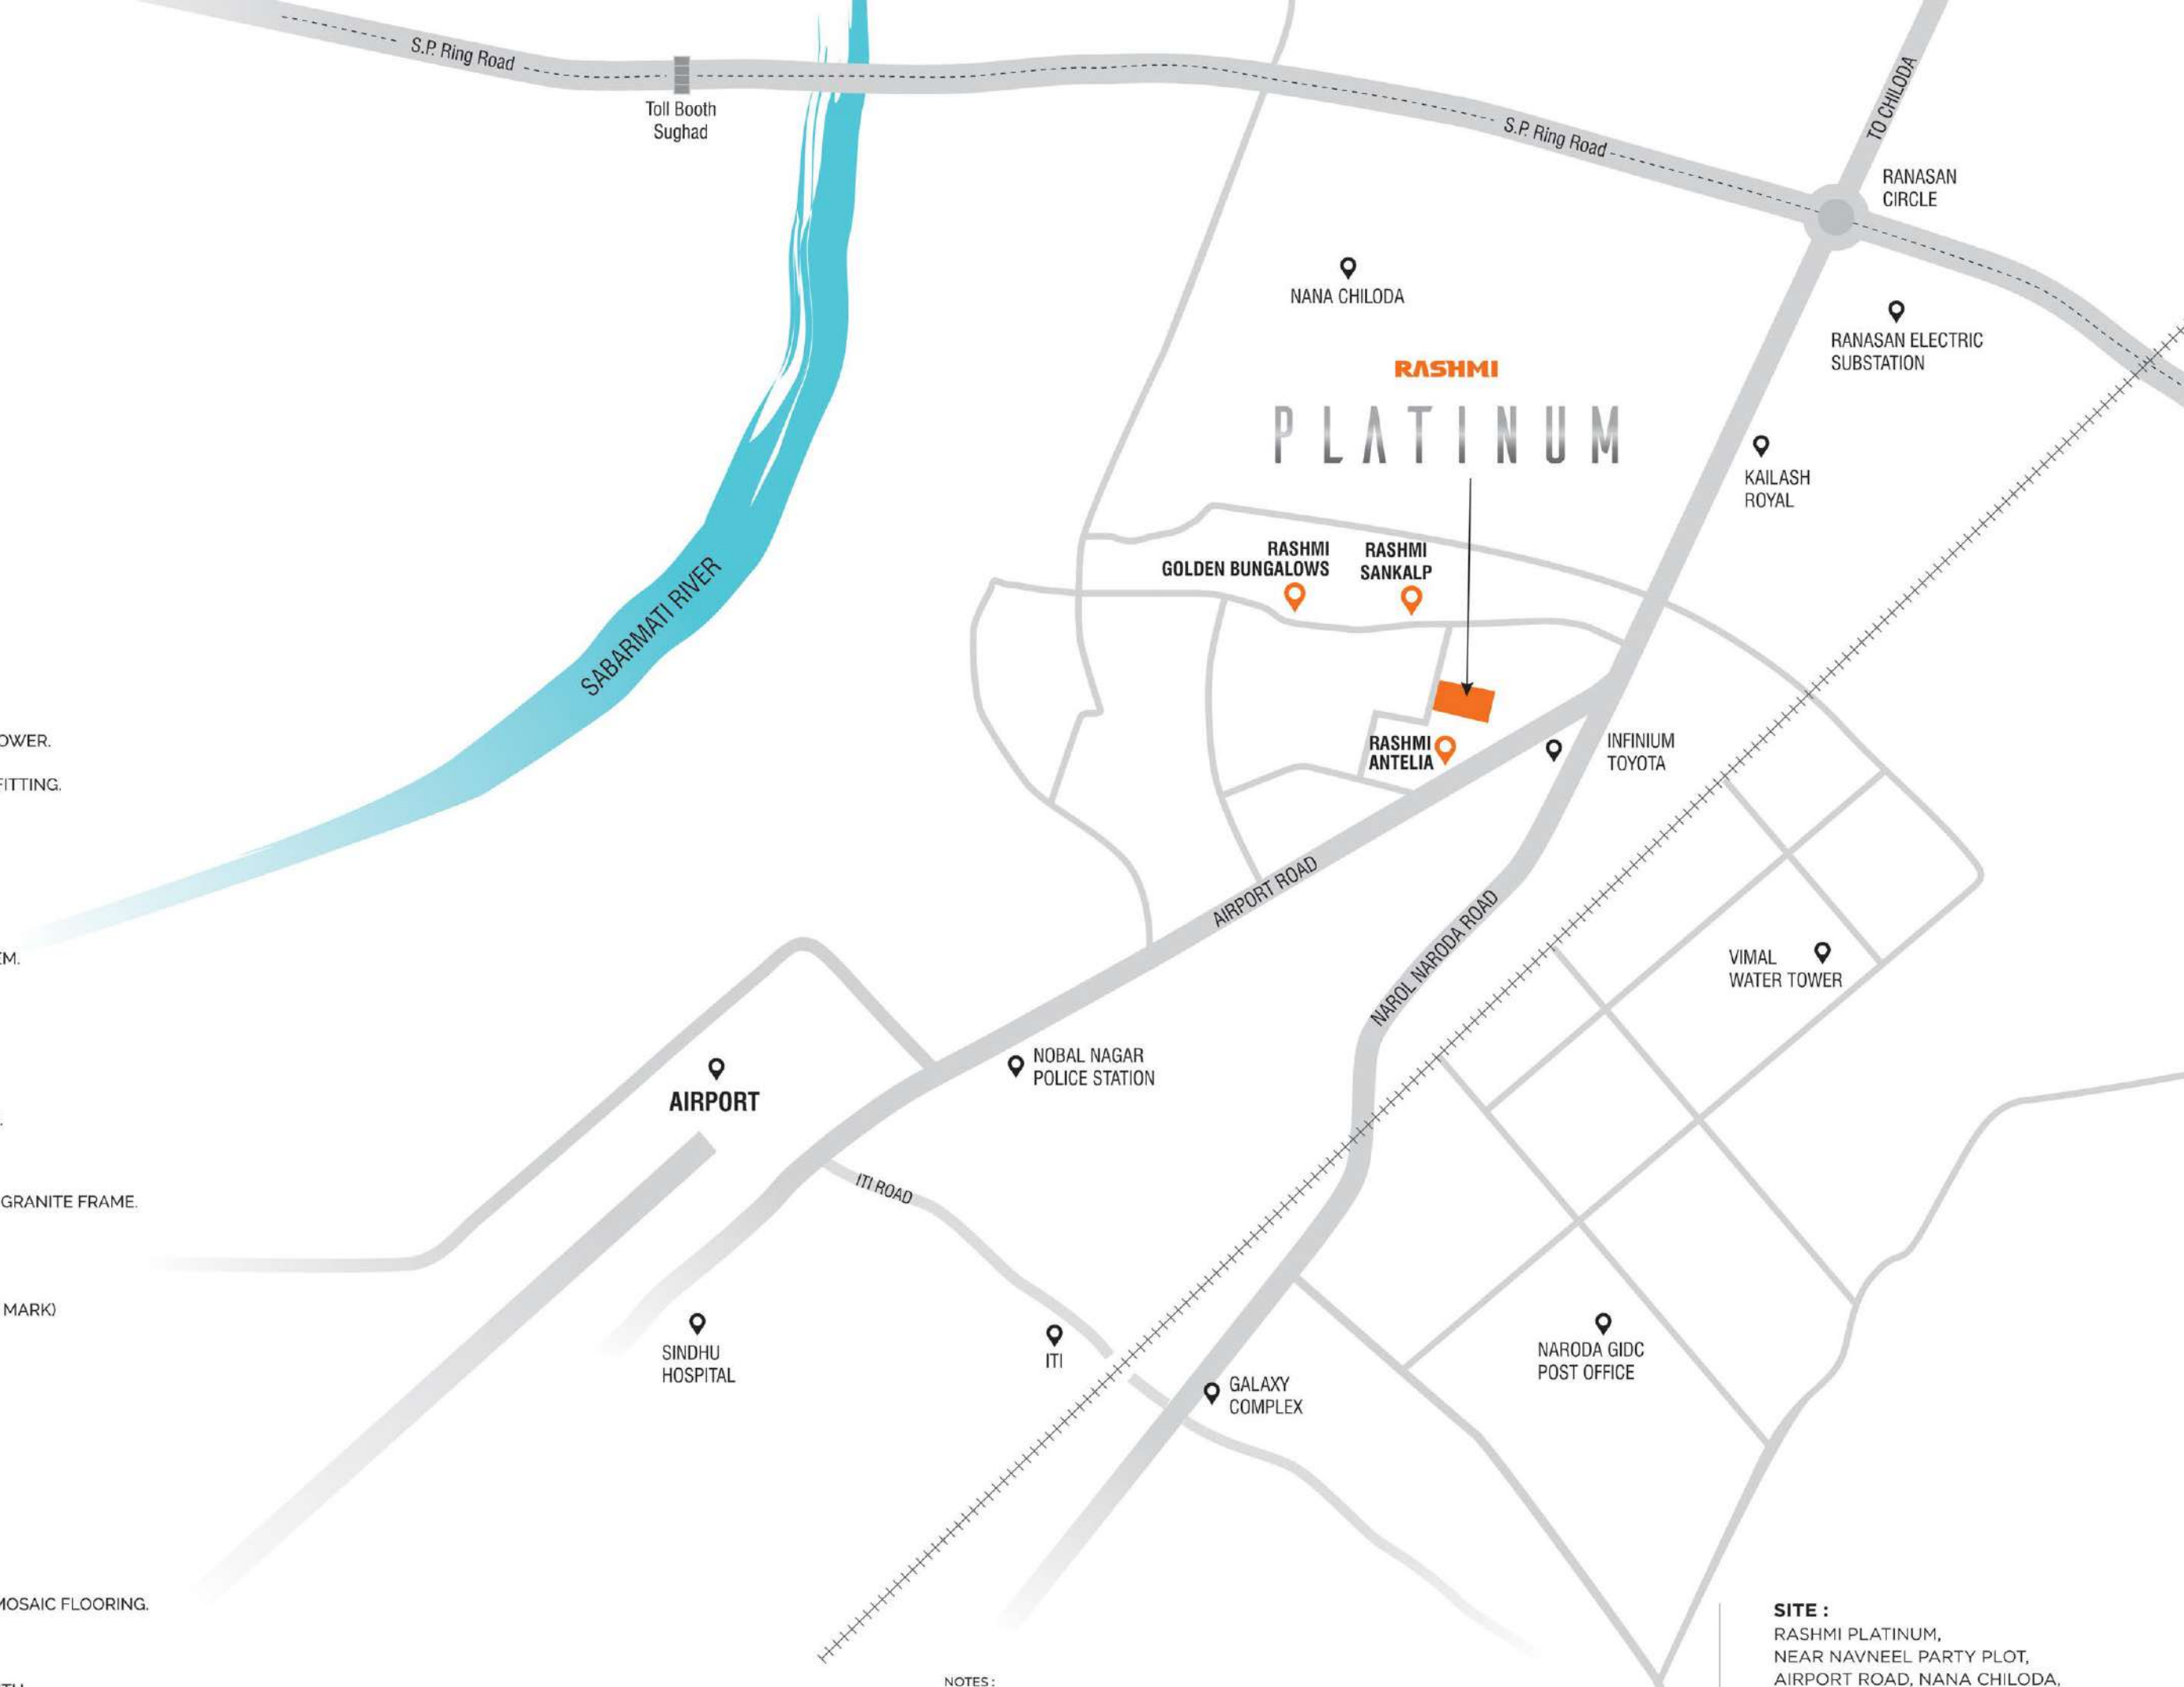 S.P. Ring Road
Toll Booth
Sughad
S.P. Ring Road
TO CHILODA
RANASAN
CIRCLE
NANA CHILODA
RANASAN ELECTRIC
SUBSTATION
RASHMI
PLATINUM
KAILASH
ROYAL
RASHMI
GOLDEN BUNGALOWS
RASHMI
SANKALP
SABARMATI RIVER
RASHMI
ANTELIA
INFINIUM
TOYOTA
OWER.
FITTING.
AIRPORT ROAD
NAROL NARODA ROAD
VIMAL
WATER TOWER
EM.
NOBAL NAGAR
POLICE STATION
AIRPORT
ITI ROAD
GRANITE FRAME.
MARK)
SINDHU
HOSPITAL
ITI
GALAXY
COMPLEX
NARODA GIDC
POST OFFICE
MOSAIC FLOORING.
SITE :
RASHMI PLATINUM,
NEAR NAVNEEL PARTY PLOT,
AIRPORT ROAD, NANA CHILODA,
NOTES :